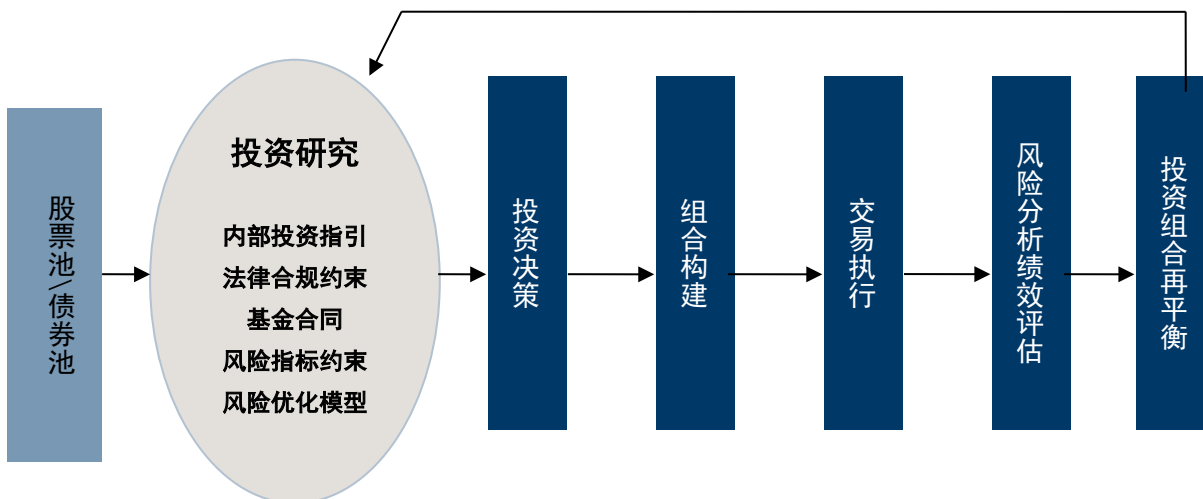 股票池\债券池
投资研究
内部投资指引
法律合规约束
基金合同
风险指标约束
风险优化模型
投资决策
组合构建
交易执行
风险分析绩效评估
投资组合再平衡